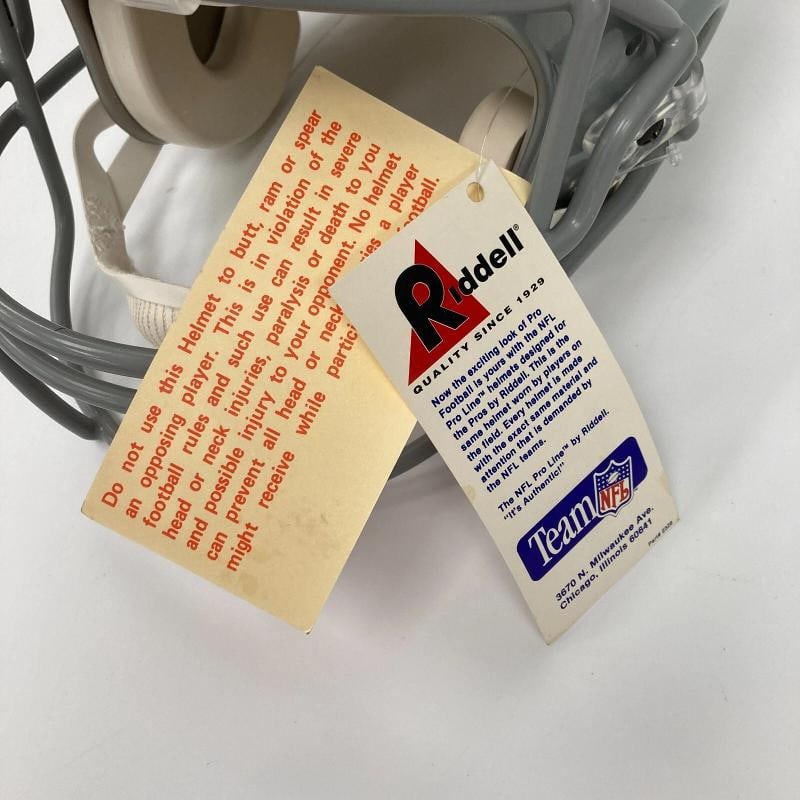 Do not use this Helmet to butt, ram or spear
an opposing player. This is in violation of the
football rules and such use can result in severe
head or neck injuries, paralysis or death to you
and possible injury to your opponent. No helmet
can prevent all head or neck a player
might receive while football.
Riddell®
QUALITY SINCE 1929
Now the exciting look of Pro
Football is yours with the NFL
Pro Line™ helmets designed for
the Pros by Riddell. This is the
same helmet worn by players on
the field. Every helmet is made
with the exact same material and
attention that is demanded by
the NFL teams.
The NFL Pro Line™ by Riddell.
"It's Authentic!"
Team NFL
3670 N. Milwaukee Ave.
Chicago, Illinois 60641